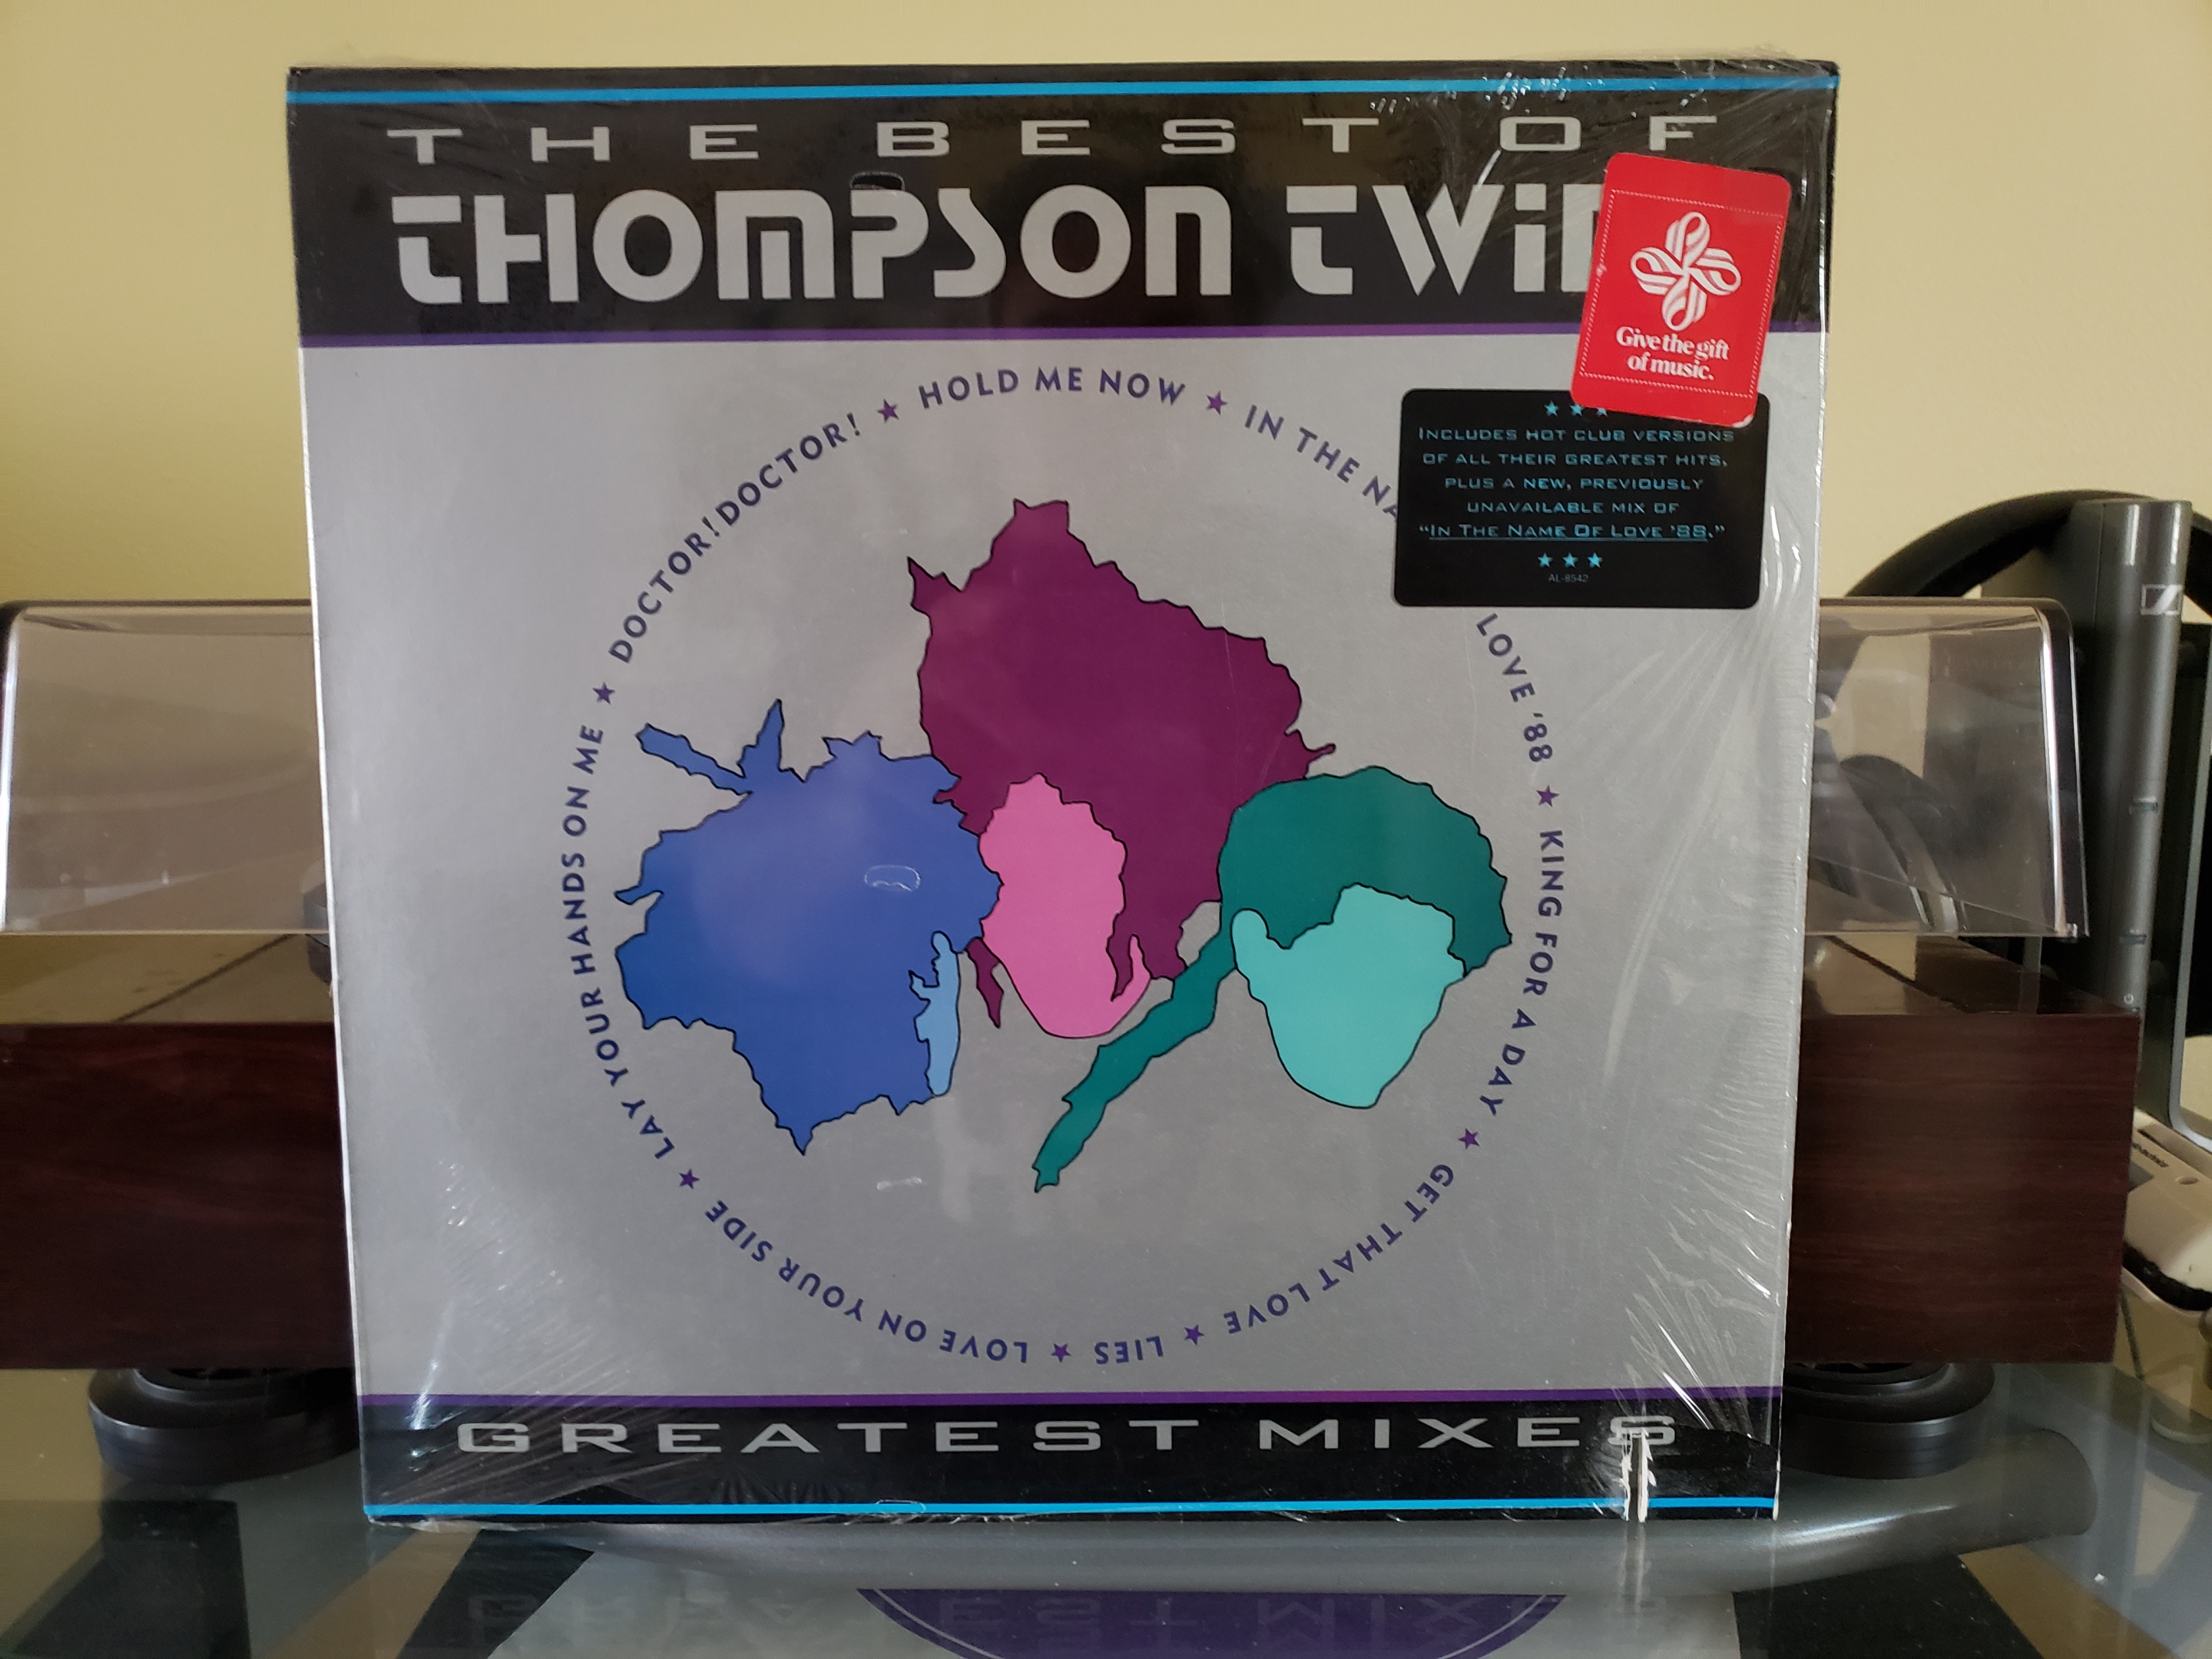 THE BEST OF
THOMPSON TWI
Give the gift
of music.
★ ★ ★
INCLUDES HOT CLUB VERSIONS
OF ALL THEIR GREATEST HITS,
PLUS A NEW, PREVIOUSLY
UNAVAILABLE MIX OF
“IN THE NAME OF LOVE '88.”
★ ★ ★
AL-8542
HOLD ME NOW ★ IN THE NA
LOVE '88 ★ KING FOR A DAY ★ GET THAT LOVE ★ LIES ★ LOVE ON YOUR SIDE ★ LAY YOUR HANDS ON ME ★ DOCTOR! DOCTOR! ★
GREATEST MIXES